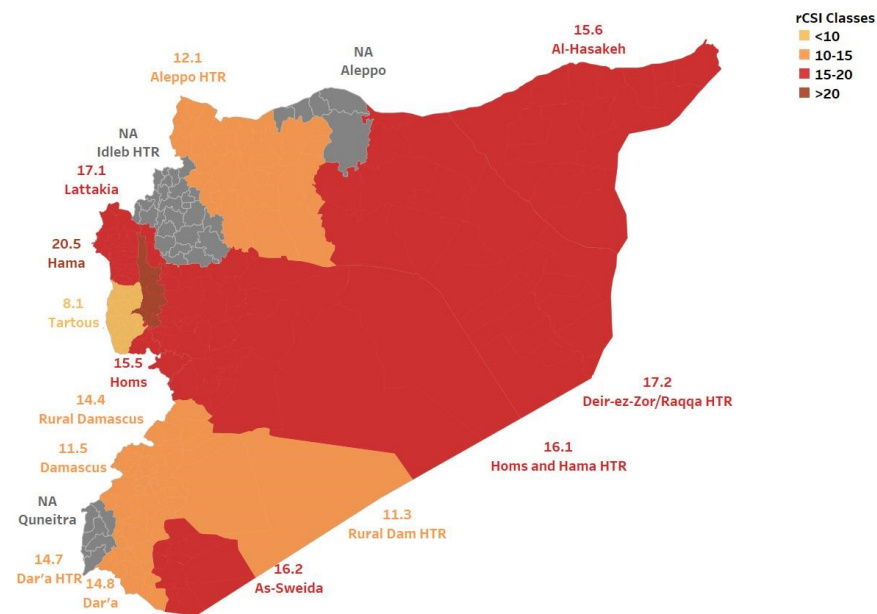 rCSI Classes
<10
10-15
15-20
>20
15.6
Al-Hasakeh
NA
Aleppo
12.1
Aleppo HTR
NA
Idleb HTR
17.1
Lattakia
20.5
Hama
8.1
Tartous
15.5
Homs
14.4
Rural Damascus
11.5
Damascus
NA
Quneitra
14.7
Dar'a HTR
14.8
Dar'a
16.2
As-Sweida
11.3
Rural Dam HTR
16.1
Homs and Hama HTR
17.2
Deir-ez-Zor/Raqqa HTR